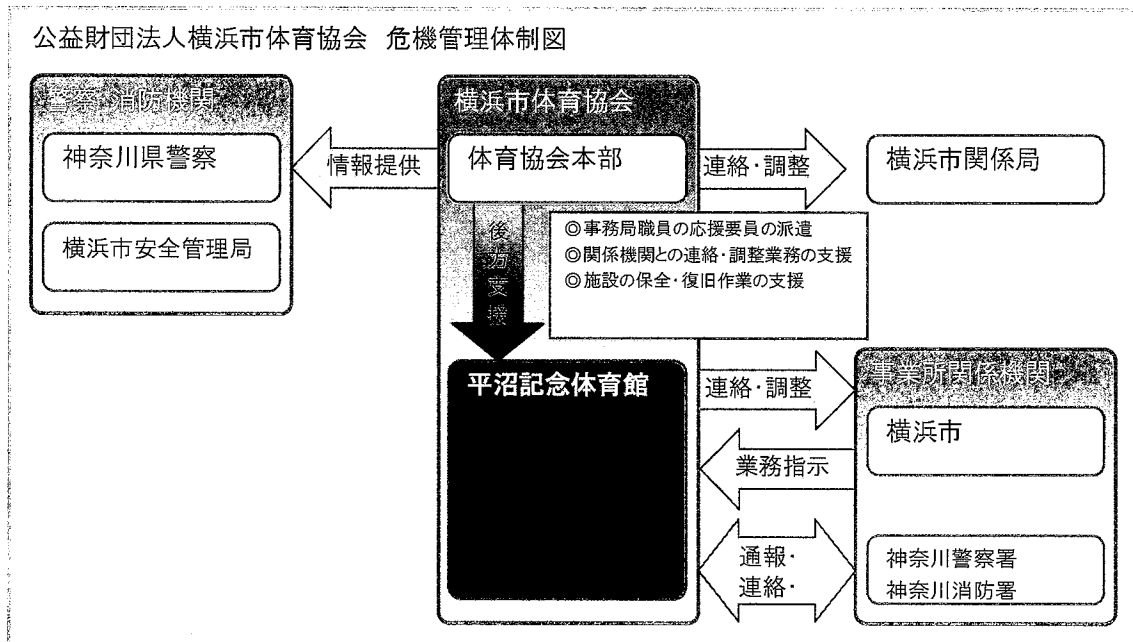 公益財団法人横浜市体育協会 危機管理体制図
警察・消防機関
神奈川県警察
横浜市安全管理局
情報提供
横浜市体育協会
体育協会本部
連絡・調整
横浜市関係局
後方支援
◎事務局職員の応援要員の派遣
◎関係機関との連絡・調整業務の支援
◎施設の保全・復旧作業の支援
平沼記念体育館
連絡・調整
業務指示
通報・
連絡・
事業所関係機関
横浜市
神奈川警察署
神奈川消防署